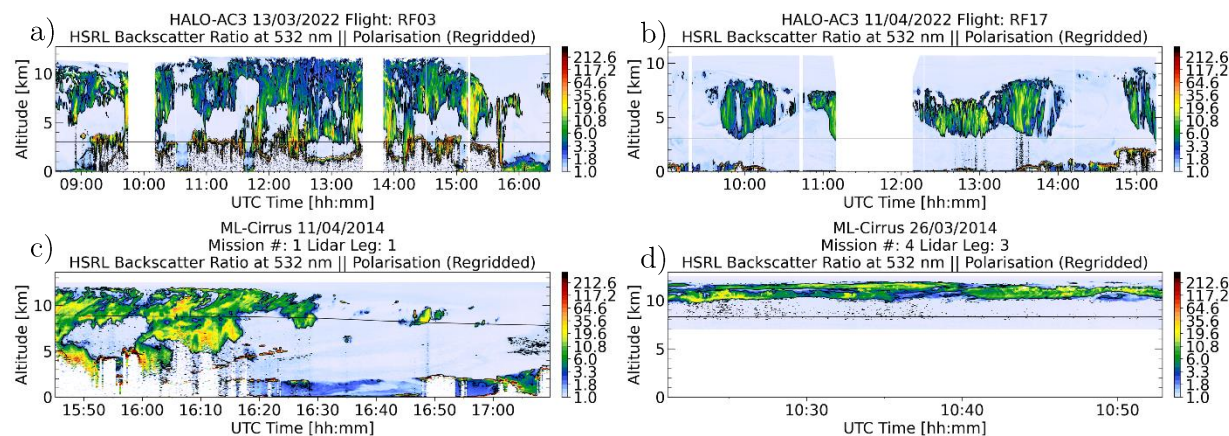 a)
HALO-AC3 13/03/2022 Flight: RF03
HSRL Backscatter Ratio at 532 nm || Polarisation (Regridded)
Altitude [km]
10
5
0
09:00 10:00 11:00 12:00 13:00 14:00 15:00 16:00
UTC Time [hh:mm]
212.6
117.2
64.6
35.6
19.6
10.8
6.0
3.3
1.8
1.0
b)
HALO-AC3 11/04/2022 Flight: RF17
HSRL Backscatter Ratio at 532 nm || Polarisation (Regridded)
Altitude [km]
10
5
0
10:00 11:00 12:00 13:00 14:00 15:00
UTC Time [hh:mm]
212.6
117.2
64.6
35.6
19.6
10.8
6.0
3.3
1.8
1.0
c)
ML-Cirrus 11/04/2014
Mission #: 1 Lidar Leg: 1
HSRL Backscatter Ratio at 532 nm || Polarisation (Regridded)
Altitude [km]
10
5
0
15:50 16:00 16:10 16:20 16:30 16:40 16:50 17:00
UTC Time [hh:mm]
212.6
117.2
64.6
35.6
19.6
10.8
6.0
3.3
1.8
1.0
d)
ML-Cirrus 26/03/2014
Mission #: 4 Lidar Leg: 3
HSRL Backscatter Ratio at 532 nm || Polarisation (Regridded)
Altitude [km]
10
5
0
10:30 10:40 10:50
UTC Time [hh:mm]
212.6
117.2
64.6
35.6
19.6
10.8
6.0
3.3
1.8
1.0